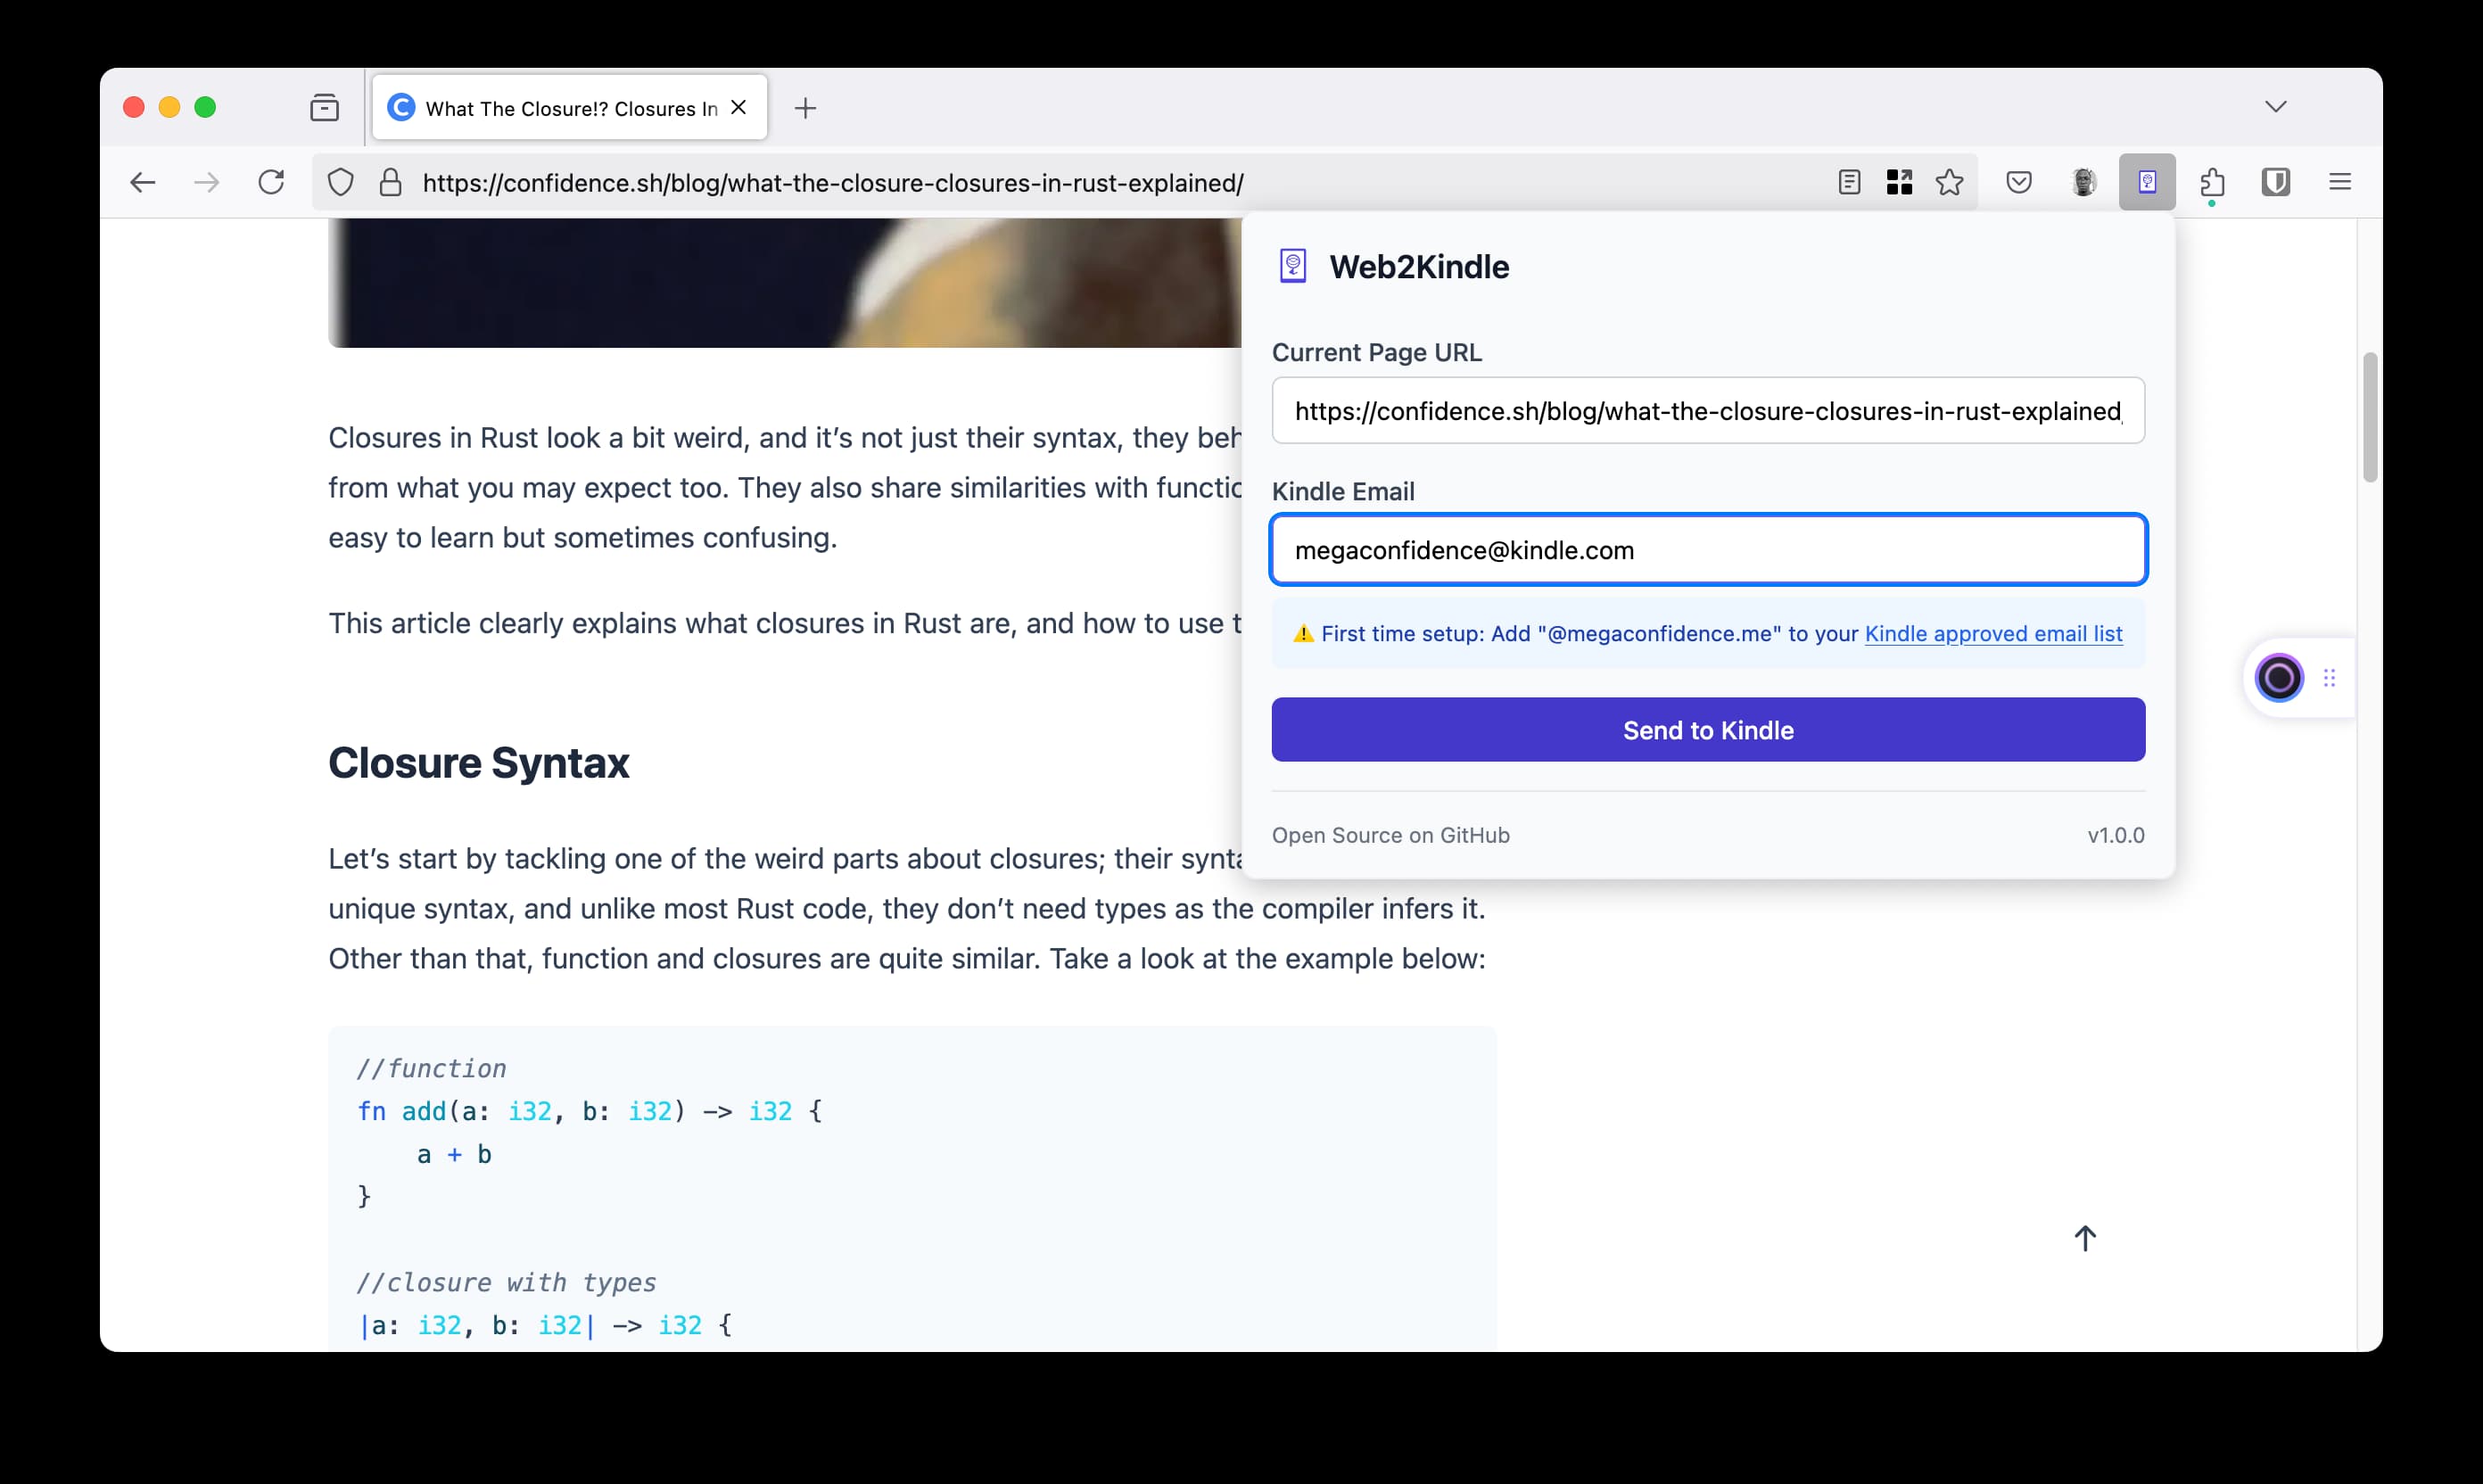 What The Closure!? Closures In
https://confidence.sh/blog/what-the-closure-closures-in-rust-explained/
Web2Kindle
Current Page URL
https://confidence.sh/blog/what-the-closure-closures-in-rust-explained
Kindle Email
megaconfidence@kindle.com
⚠️ First time setup: Add "@megaconfidence.me" to your Kindle approved email list
Send to Kindle
Open Source on GitHub
v1.0.0
Closures in Rust look a bit weird, and it’s not just their syntax, they beh
from what you may expect too. They also share similarities with functio
easy to learn but sometimes confusing.
This article clearly explains what closures in Rust are, and how to use t
Closure Syntax
Let’s start by tackling one of the weird parts about closures; their synta
unique syntax, and unlike most Rust code, they don’t need types as the compiler infers it.
Other than that, function and closures are quite similar. Take a look at the example below:
//function
fn add(a: i32, b: i32) -> i32 {
a + b
}
//closure with types
|a: i32, b: i32| -> i32 {